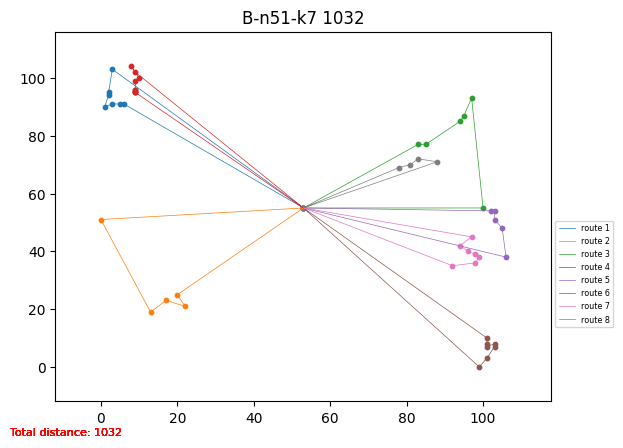 B-n51-k7 1032
100
80
60
40
20
0
0 20 40 60 80 100
route 1
route 2
route 3
route 4
route 5
route 6
route 7
route 8
Total distance: 1032